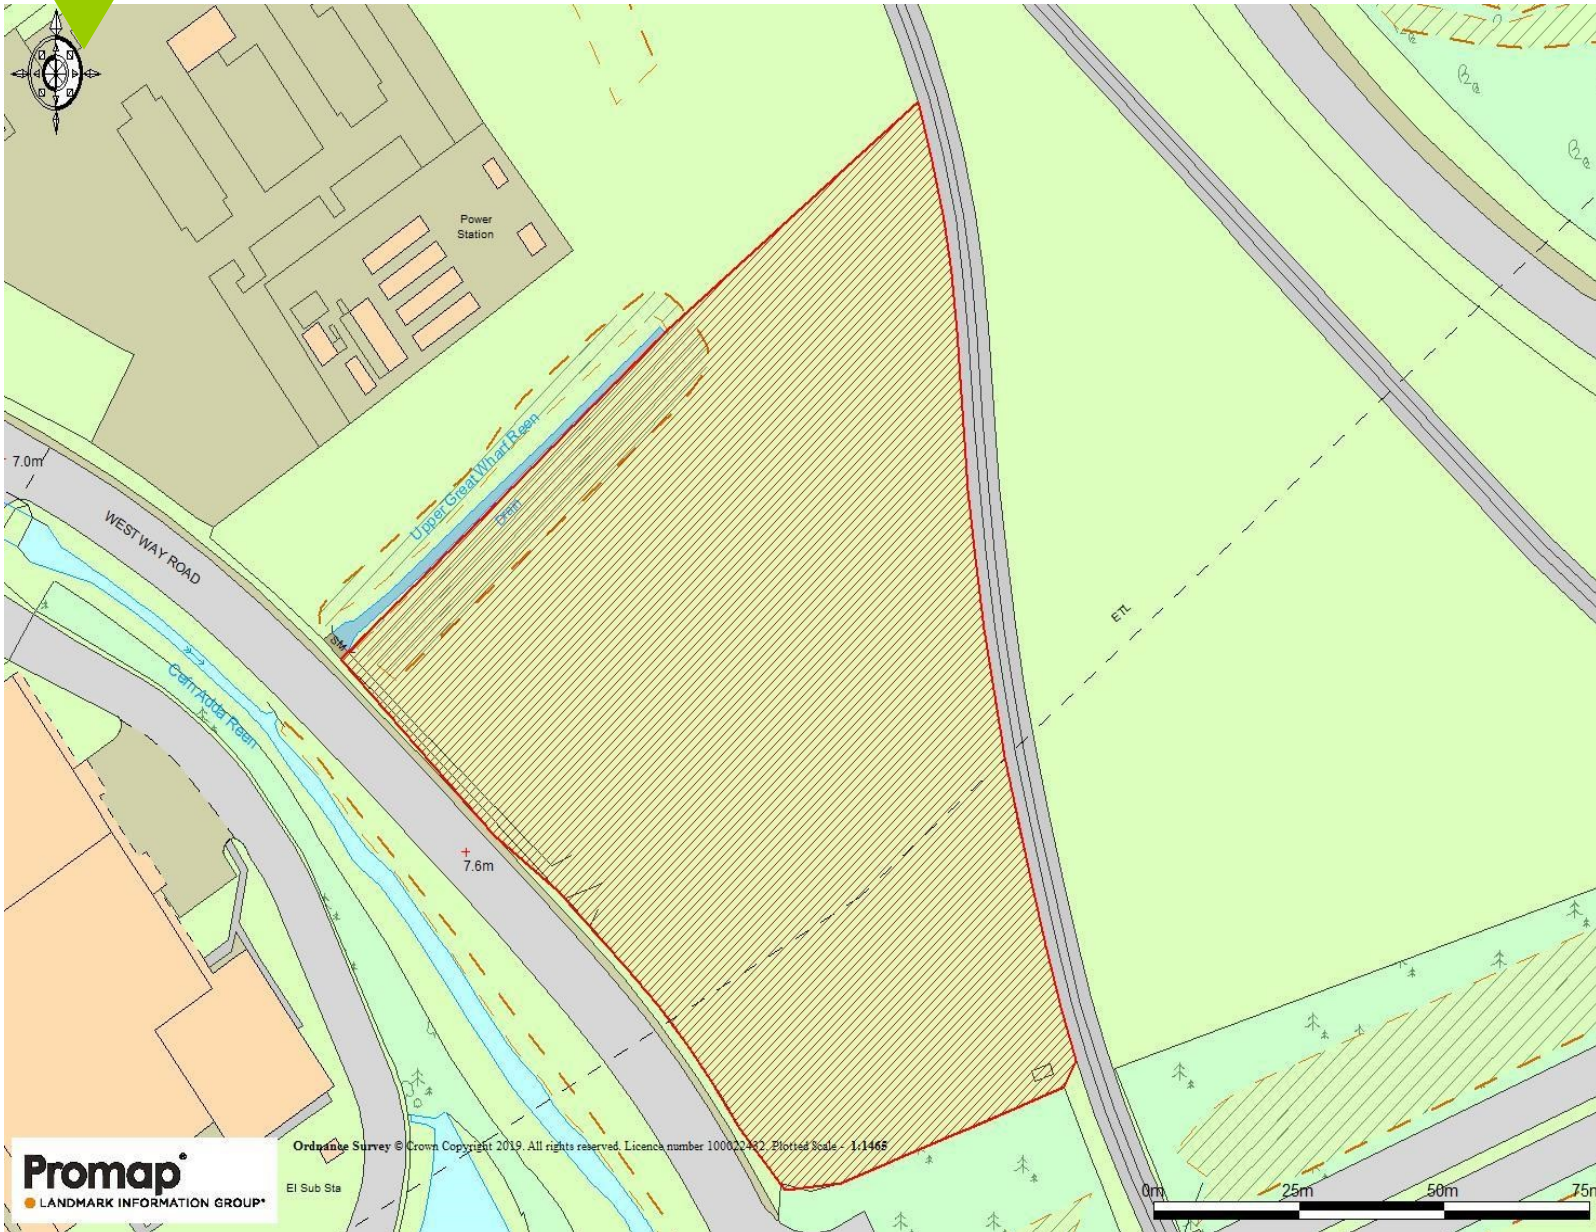 Power
Station
Upper Great Wharf Reen
Drain
7.0m
WEST WAY ROAD
SM
Cefn Adda Reen
ETL
7.6m
Ordnance Survey © Crown Copyright 2019. All rights reserved. Licence number 100022432. Plotted Scale - 1:1465
Promap
LANDMARK INFORMATION GROUP
El Sub Sta
0m 25m 50m 75m